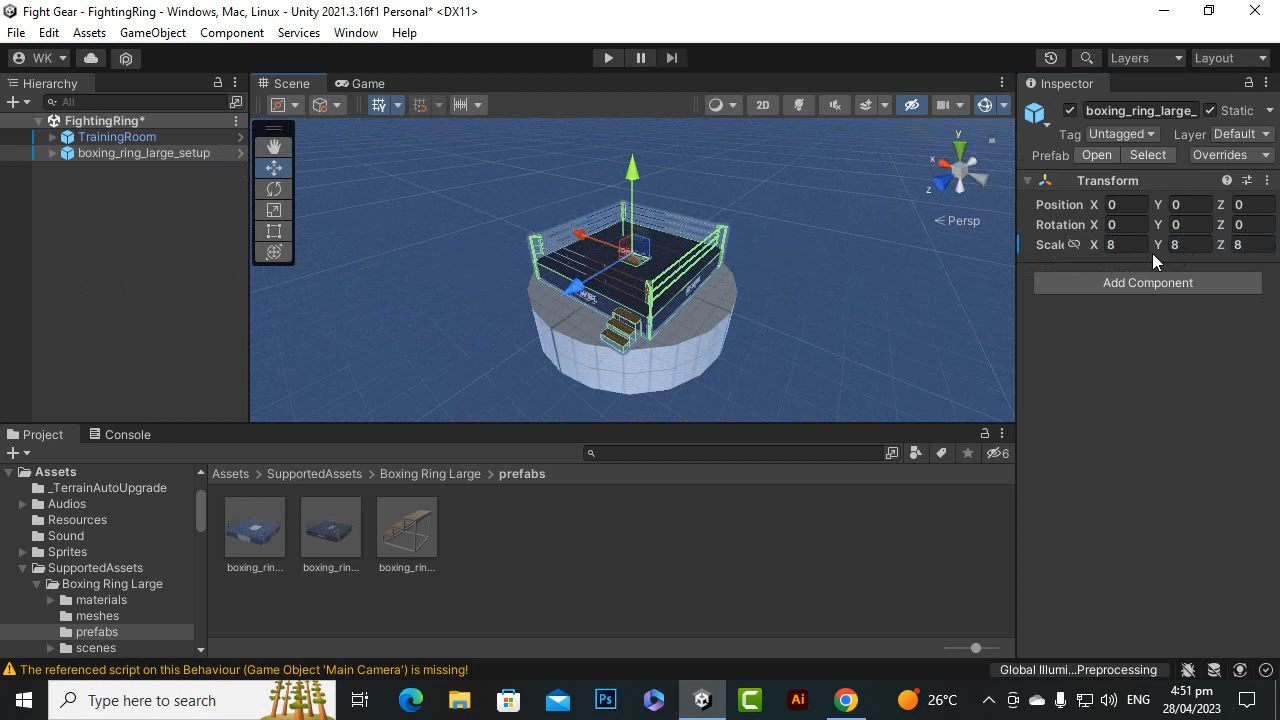 Fight Gear - FightingRing - Windows, Mac, Linux - Unity 2021.3.16f1 Personal* <DX11>
File Edit Assets GameObject Component Services Window Help
WK Layers Layout
Hierarchy Scene Game Inspector
All
2D
boxing_ring_large_ Static
FightingRing*
TrainingRoom
boxing_ring_large_setup
Tag Untagged Layer Default
Prefab Open Select Overrides
Transform
Position X 0 Y 0 Z 0
Rotation X 0 Y 0 Z 0
Scale X 8 Y 8 Z 8
Add Component
y
x
z
Persp
Project Console
6
Assets
_TerrainAutoUpgrade
Audios
Resources
Sound
Sprites
SupportedAssets
Boxing Ring Large
materials
meshes
prefabs
scenes
Assets > SupportedAssets > Boxing Ring Large > prefabs
boxing_rin... boxing_rin... boxing_rin...
The referenced script on this Behaviour (Game Object 'Main Camera') is missing!
Global Illumi...Preprocessing
Type here to search
Ps
Ai
26°C
ENG
4:51 pm
28/04/2023